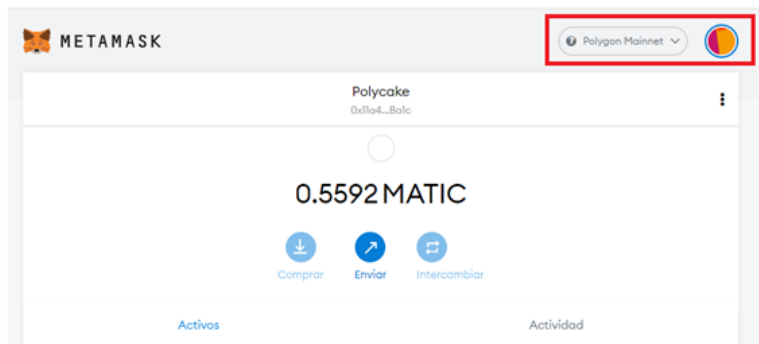 METAMASK
Polygon Mainnet
Polycake
0x11a4...Ba1c
0.5592 MATIC
Comprar Enviar Intercambiar
Activos Actividad